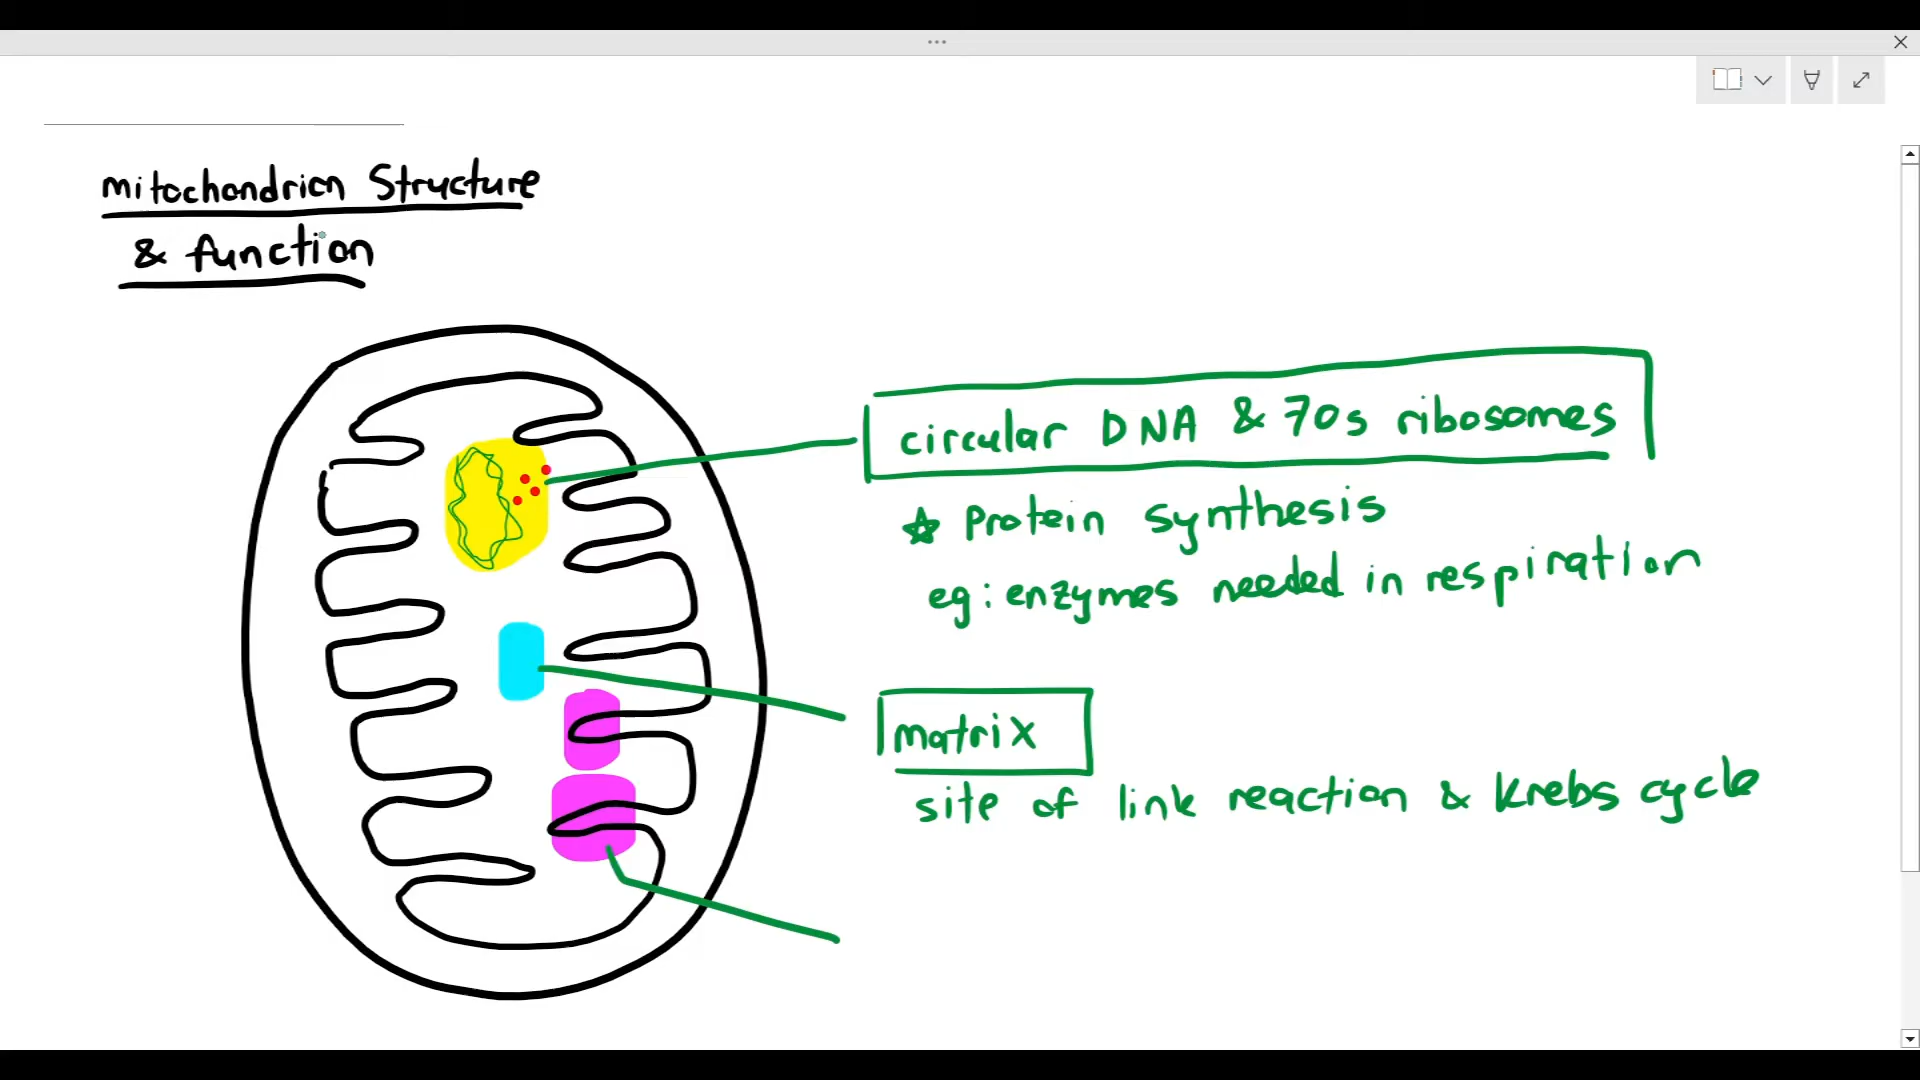 mitochondrion Structure
& function
circular DNA & 70s ribosomes
☆ Protein synthesis
eg: enzymes needed in respiration
matrix
site of link reaction & Krebs cycle